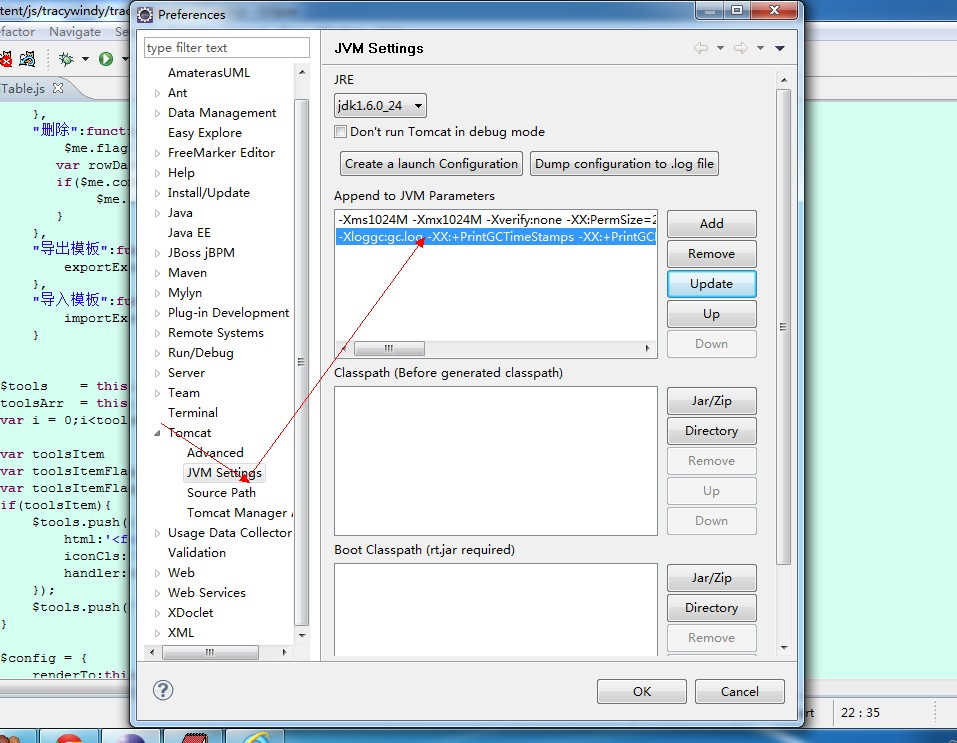 tent/js/tracywindy/tracy
Preferences
efactor Navigate Se
Table.js
},
"删除":funct
$me.flag
var rowDa
if($me.co
$me.
}
},
"导出模板":fu
exportEx
},
"导入模板":fu
importEx
}
$tools = this
toolsArr = this
var i = 0;i<tool
var toolsItem
var toolsItemFla
var toolsItemFla
if(toolsItem){
$tools.push(
html:'<f
iconCls:
handler:
});
$tools.push(
}
$config = {
renderTo:thi
type filter text
AmaterasUML
Ant
Data Management
Easy Explore
FreeMarker Editor
Help
Install/Update
Java
Java EE
JBoss jBPM
Maven
Mylyn
Plug-in Development
Remote Systems
Run/Debug
Server
Team
Terminal
Tomcat
Advanced
JVM Settings
Source Path
Tomcat Manager
Usage Data Collector
Validation
Web
Web Services
XDoclet
XML
JVM Settings
JRE
jdk1.6.0_24
Don't run Tomcat in debug mode
Create a launch Configuration
Dump configuration to .log file
Append to JVM Parameters
-Xms1024M -Xmx1024M -Xverify:none -XX:PermSize=2
-Xloggc:gc.log -XX:+PrintGCTimeStamps -XX:+PrintGC
Add
Remove
Update
Up
Down
Classpath (Before generated classpath)
Jar/Zip
Directory
Remove
Up
Down
Boot Classpath (rt.jar required)
Jar/Zip
Directory
Remove
OK
Cancel
rt
22 : 35